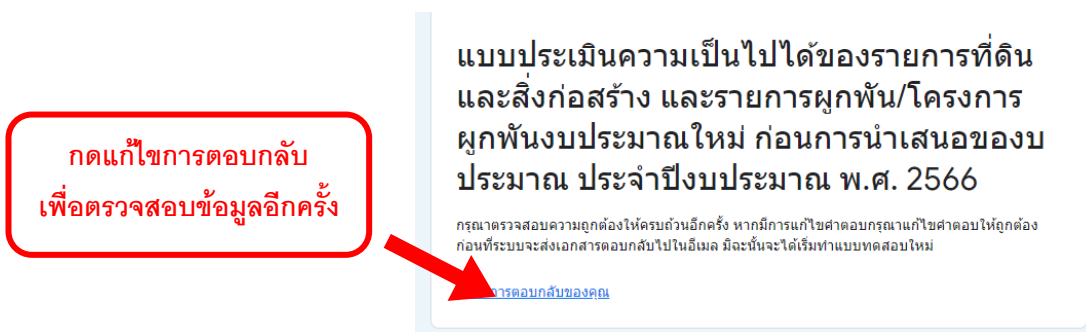 แบบประเมินความเป็นไปได้ของรายการที่ดิน
และสิ่งก่อสร้าง และรายการผูกพัน/โครงการ
ผูกพันงบประมาณใหม่ ก่อนการนำเสนอของบ
ประมาณ ประจำปีงบประมาณ พ.ศ. 2566
กดแก้ไขการตอบกลับ
เพื่อตรวจสอบข้อมูลอีกครั้ง
กรุณาตรวจสอบความถูกต้องให้ครบถ้วนอีกครั้ง หากมีการแก้ไขคำตอบกรุณาแก้ไขคำตอบให้ถูกต้อง
ก่อนที่ระบบจะส่งเอกสารตอบกลับไปในอีเมล มิฉะนั้นจะได้เริ่มทำแบบทดสอบใหม่
การตอบกลับของคุณ